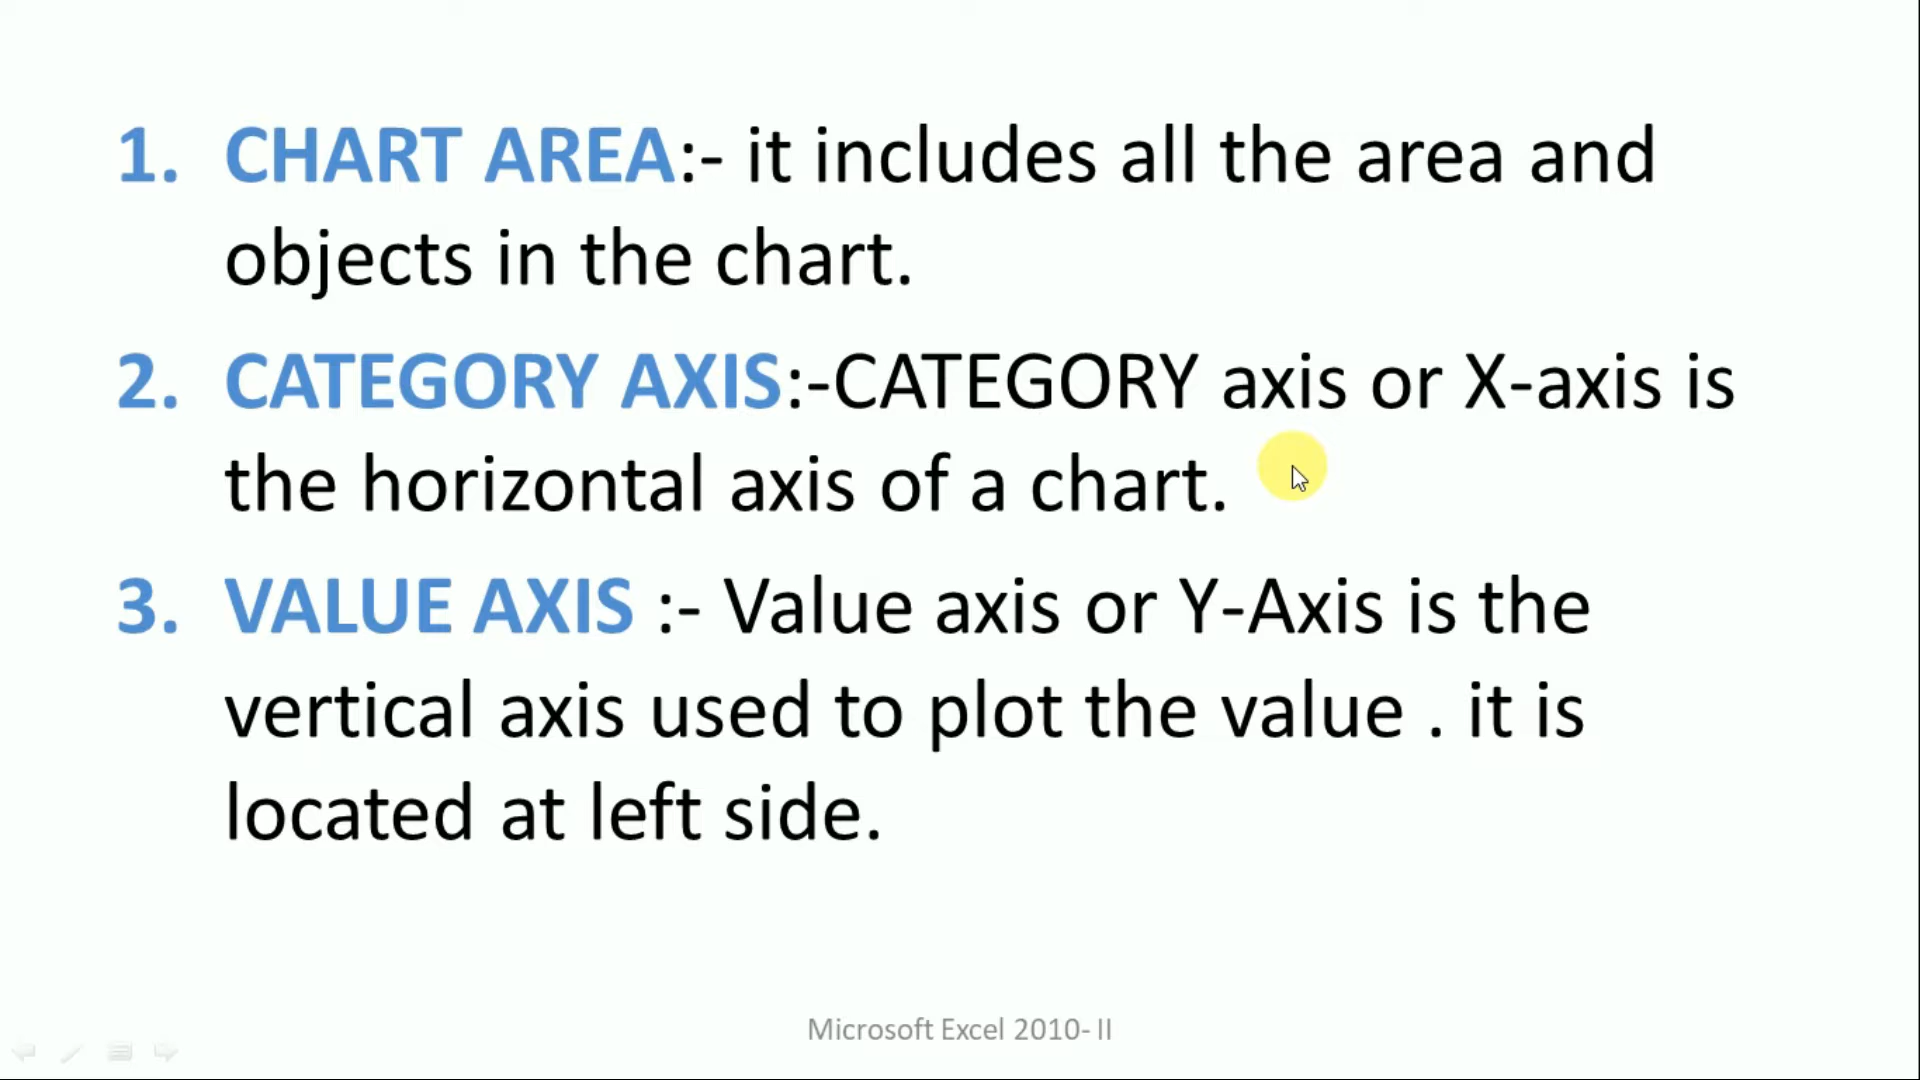 1. CHART AREA:- it includes all the area and
objects in the chart.
2. CATEGORY AXIS:-CATEGORY axis or X-axis is
the horizontal axis of a chart.
3. VALUE AXIS :- Value axis or Y-Axis is the
vertical axis used to plot the value . it is
located at left side.
Microsoft Excel 2010- II